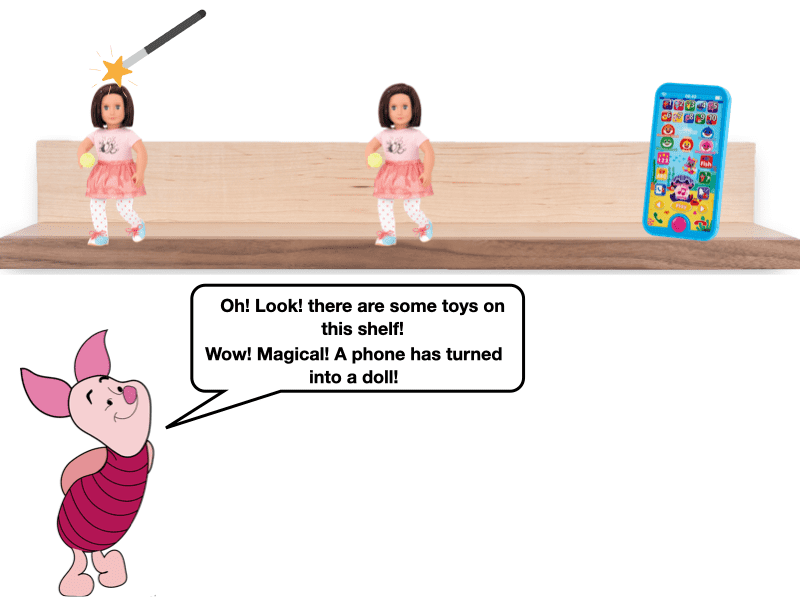 Oh! Look! there are some toys on
this shelf!
Wow! Magical! A phone has turned
into a doll!